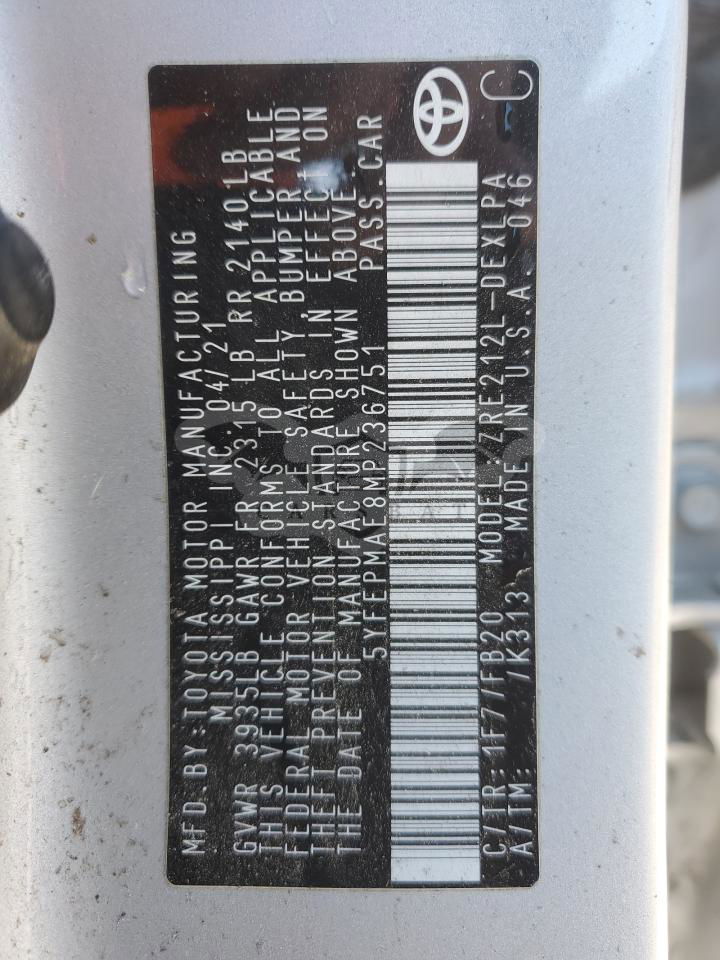 MFD.BY:TOYOTA MOTOR MANUFACTURING
MISSISSIPPI INC. 04/21
GVWR 3935LB GAWR FR 2315 LB RR 2140LB
THIS VEHICLE CONFORMS TO ALL APPLICABLE
FEDERAL MOTOR VEHICLE SAFETY, BUMPER AND
THEFT PREVENTION STANDARDS IN EFFECT ON
THE DATE OF MANUFACTURE SHOWN ABOVE.
5YFEPMAE8MP236751 PASS.CAR
C/TR:1F7/FB20 MODEL:ZRE212L-DEXLPA
A/TM: /K313 MADE IN U.S.A. 046
C